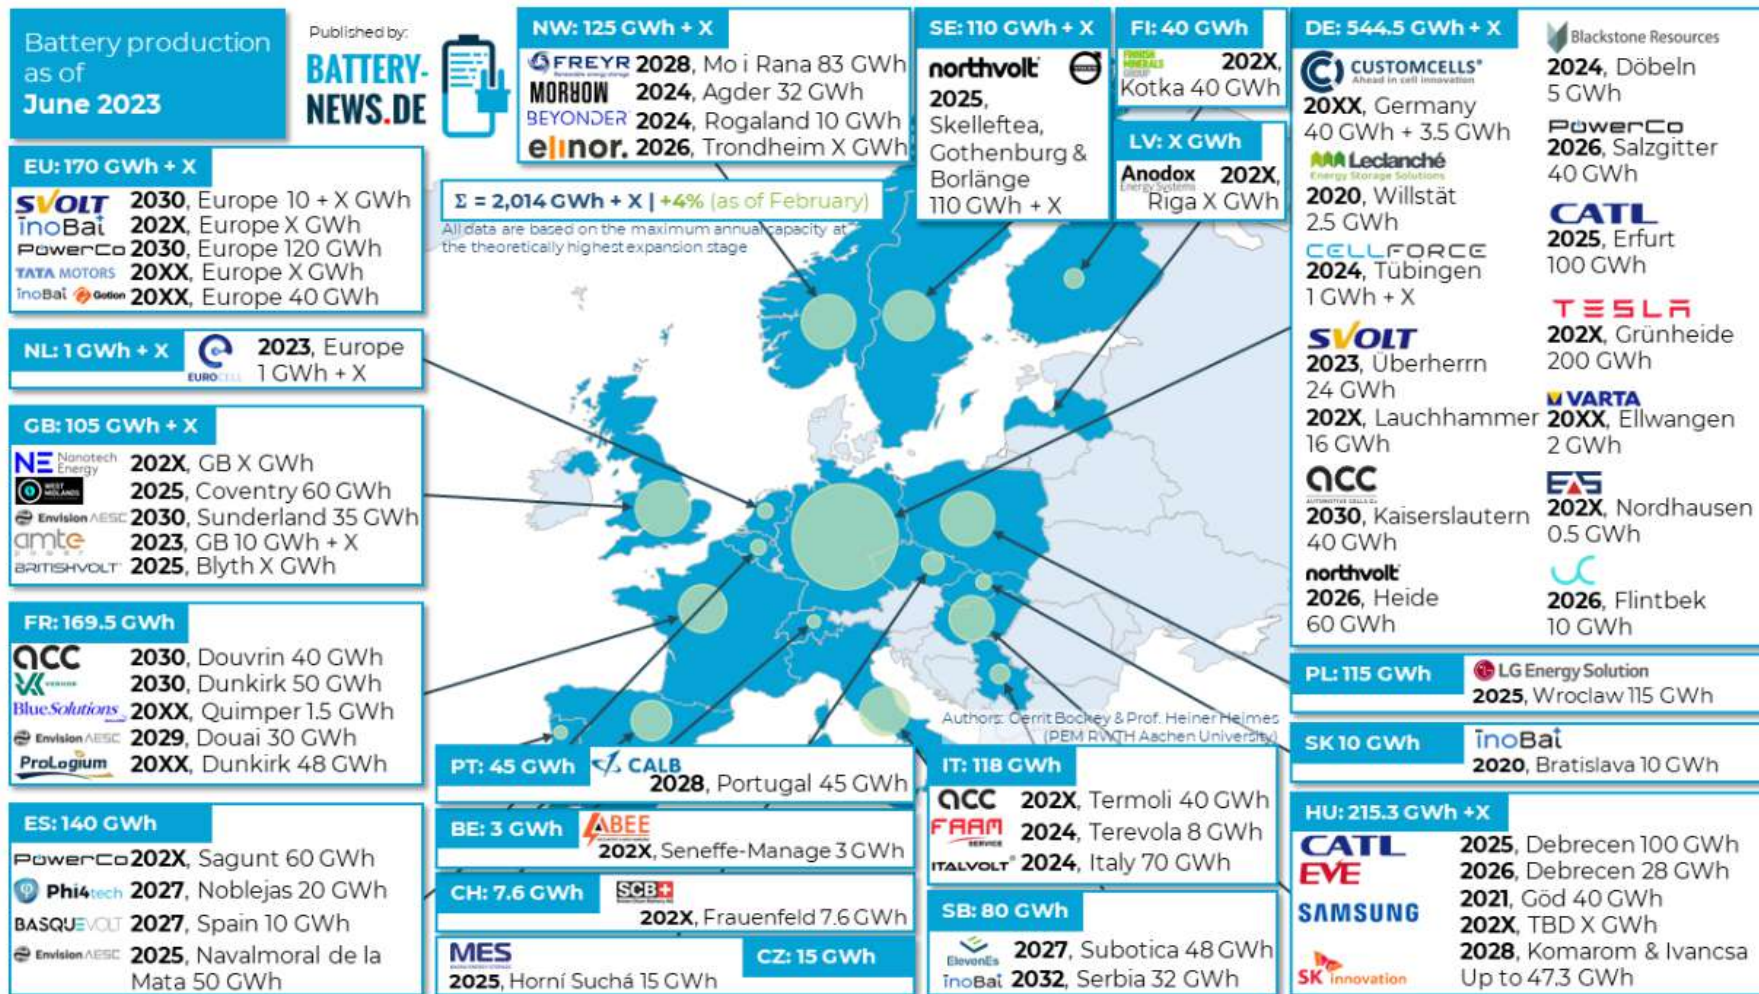 Battery production
as of
June 2023
Published by:
BATTERY-
NEWS.DE
NW: 125 GWh + X
FREYR 2028, Mo i Rana 83 GWh
MORROW 2024, Agder 32 GWh
BEYONDER 2024, Rogaland 10 GWh
elinor. 2026, Trondheim X GWh
SE: 110 GWh + X
northvolt
2025,
Skelleftea,
Gothenburg &
Borlänge
110 GWh + X
FI: 40 GWh
FINNISH
MINERALS
GROUP
202X,
Kotka 40 GWh
LV: X GWh
Anodox
Energy Systems
202X,
Riga X GWh
Σ = 2,014 GWh + X | +4% (as of February)
All data are based on the maximum annual capacity at
the theoretically highest expansion stage
EU: 170 GWh + X
SVOLT 2030, Europe 10 + X GWh
inoBat 202X, Europe X GWh
PowerCo 2030, Europe 120 GWh
TATA MOTORS 20XX, Europe X GWh
inoBat Gotion 20XX, Europe 40 GWh
NL: 1 GWh + X
EUROCELL
2023, Europe
1 GWh + X
GB: 105 GWh + X
NE Nanotech Energy 202X, GB X GWh
WEST MIDLANDS 2025, Coventry 60 GWh
Envision AESC 2030, Sunderland 35 GWh
amte power 2023, GB 10 GWh + X
BRITISHVOLT 2025, Blyth X GWh
FR: 169.5 GWh
acc 2030, Douvrin 40 GWh
VERKOR 2030, Dunkirk 50 GWh
BlueSolutions 20XX, Quimper 1.5 GWh
Envision AESC 2029, Douai 30 GWh
ProLogium 20XX, Dunkirk 48 GWh
ES: 140 GWh
PowerCo 202X, Sagunt 60 GWh
Phi4tech 2027, Noblejas 20 GWh
BASQUEVOLT 2027, Spain 10 GWh
Envision AESC 2025, Navalmoral de la
Mata 50 GWh
PT: 45 GWh
CALB
2028, Portugal 45 GWh
BE: 3 GWh
ABEE
202X, Seneffe-Manage 3 GWh
CH: 7.6 GWh
SCB
202X, Frauenfeld 7.6 GWh
MES
CZ: 15 GWh
2025, Horní Suchá 15 GWh
Authors: Gerrit Bockey & Prof. Heiner Heimes
(PEM RWTH Aachen University)
IT: 118 GWh
acc 202X, Termoli 40 GWh
FAAM SERVICE 2024, Terevola 8 GWh
ITALVOLT 2024, Italy 70 GWh
SB: 80 GWh
ElevenEs 2027, Subotica 48 GWh
inoBat 2032, Serbia 32 GWh
DE: 544.5 GWh + X
CUSTOMCELLS®
Ahead in cell innovation
20XX, Germany
40 GWh + 3.5 GWh
Leclanché
Energy Storage Solutions
2020, Willstät
2.5 GWh
CELLFORCE
2024, Tübingen
1 GWh + X
SVOLT
2023, Überherrn
24 GWh
202X, Lauchhammer
16 GWh
acc
AUTOMOTIVE CELLS Co
2030, Kaiserslautern
40 GWh
northvolt
2026, Heide
60 GWh
Blackstone Resources
2024, Döbeln
5 GWh
PowerCo
2026, Salzgitter
40 GWh
CATL
2025, Erfurt
100 GWh
TESLA
202X, Grünheide
200 GWh
VARTA
20XX, Ellwangen
2 GWh
EAS
202X, Nordhausen
0.5 GWh
2026, Flintbek
10 GWh
PL: 115 GWh
LG Energy Solution
2025, Wroclaw 115 GWh
SK 10 GWh
inoBat
2020, Bratislava 10 GWh
HU: 215.3 GWh +X
CATL 2025, Debrecen 100 GWh
EVE 2026, Debrecen 28 GWh
SAMSUNG 2021, Göd 40 GWh
202X, TBD X GWh
SK innovation 2028, Komarom & Ivancsa
Up to 47.3 GWh